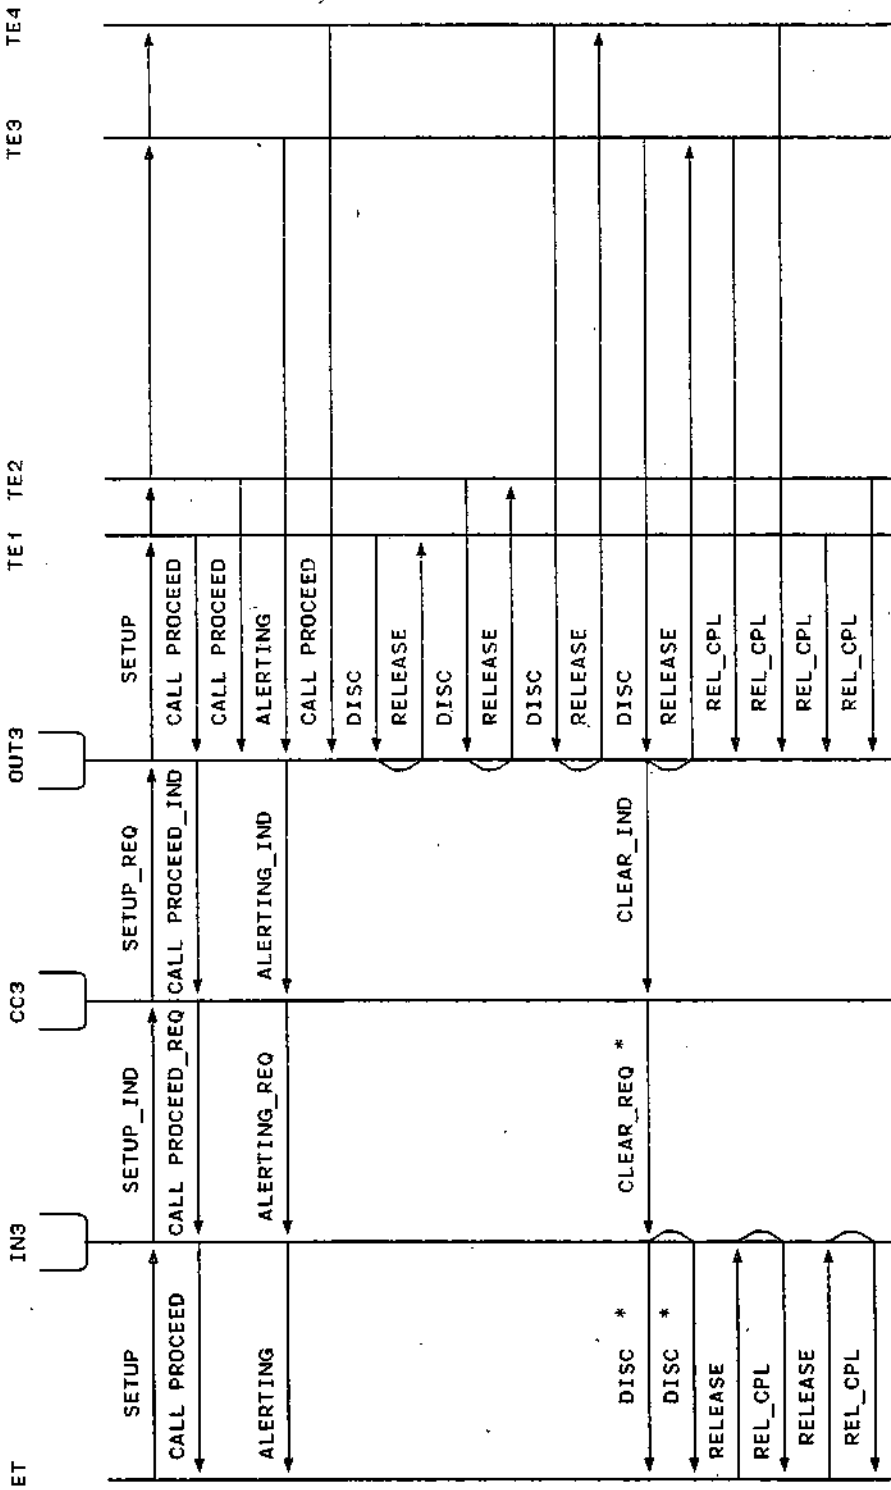 ET IN3 CC3 OUT3 TE1 TE2 TE3 TE4
SETUP SETUP_IND SETUP_REQ SETUP
CALL PROCEED CALL PROCEED_REQ CALL PROCEED_IND CALL PROCEED
CALL PROCEED
ALERTING ALERTING_REQ ALERTING_IND ALERTING
CALL PROCEED
DISC
RELEASE
DISC
RELEASE
DISC
RELEASE
DISC * CLEAR_REQ * CLEAR_IND DISC
DISC * RELEASE
RELEASE REL_CPL
REL_CPL REL_CPL
RELEASE REL_CPL
REL_CPL REL_CPL